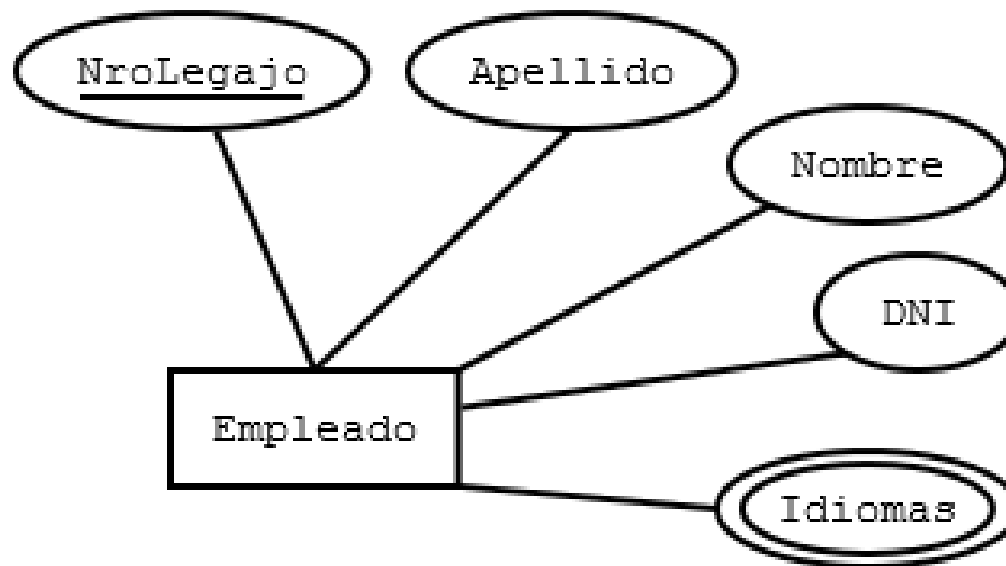 NroLegajo
Apellido
Nombre
DNI
Empleado
Idiomas